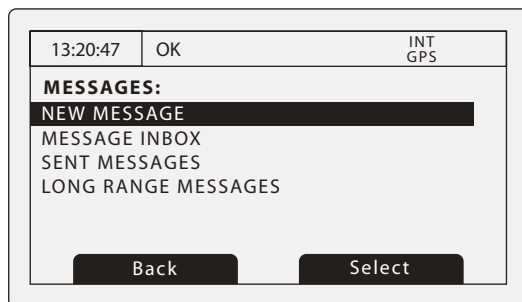 13:20:47 OK INT
GPS
MESSAGES:
NEW MESSAGE
MESSAGE INBOX
SENT MESSAGES
LONG RANGE MESSAGES
Back Select